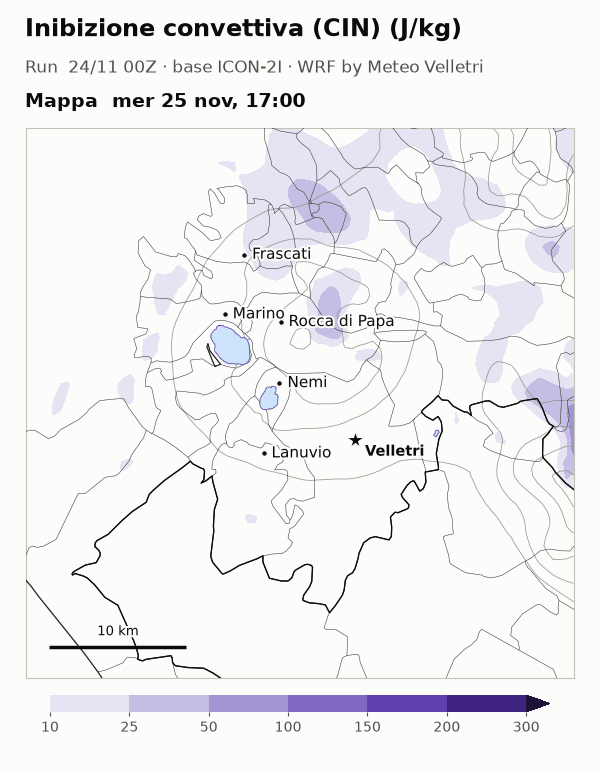 Inibizione convettiva (CIN) (J/kg)
Run  24/11 00Z · base ICON-2I · WRF by Meteo Velletri
Mappa  mer 25 nov, 17:00
Frascati
Marino
Rocca di Papa
Nemi
Velletri
Lanuvio
10 km
10 25 50 100 150 200 300